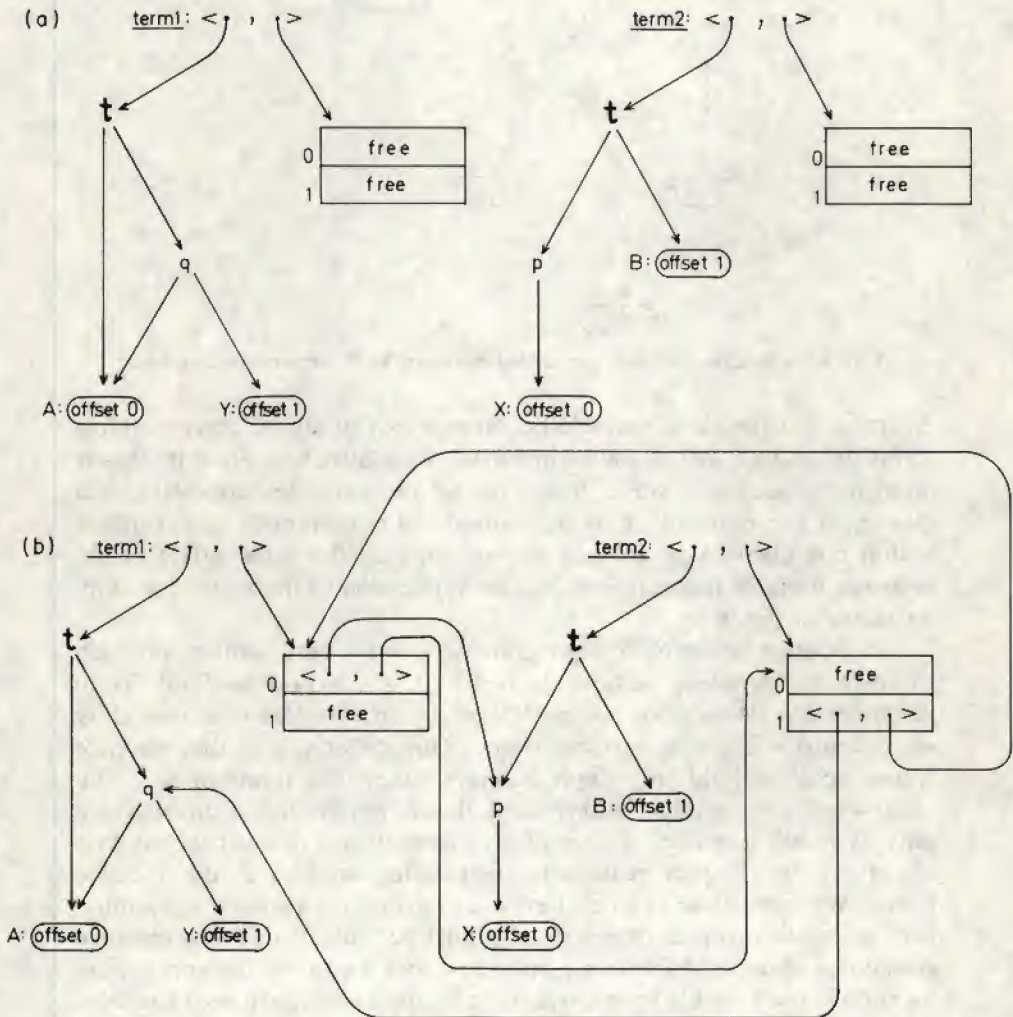 (a) term1: < , > term2: < , >
t t
0 free 0 free
1 free 1 free
q p B: offset 1
A: offset 0 Y: offset 1 X: offset 0
(b) term1: < , > term2: < , >
t t
0 < , > 0 free
1 free 1 < , >
q p B: offset 1
A: offset 0 Y: offset 1 X: offset 0